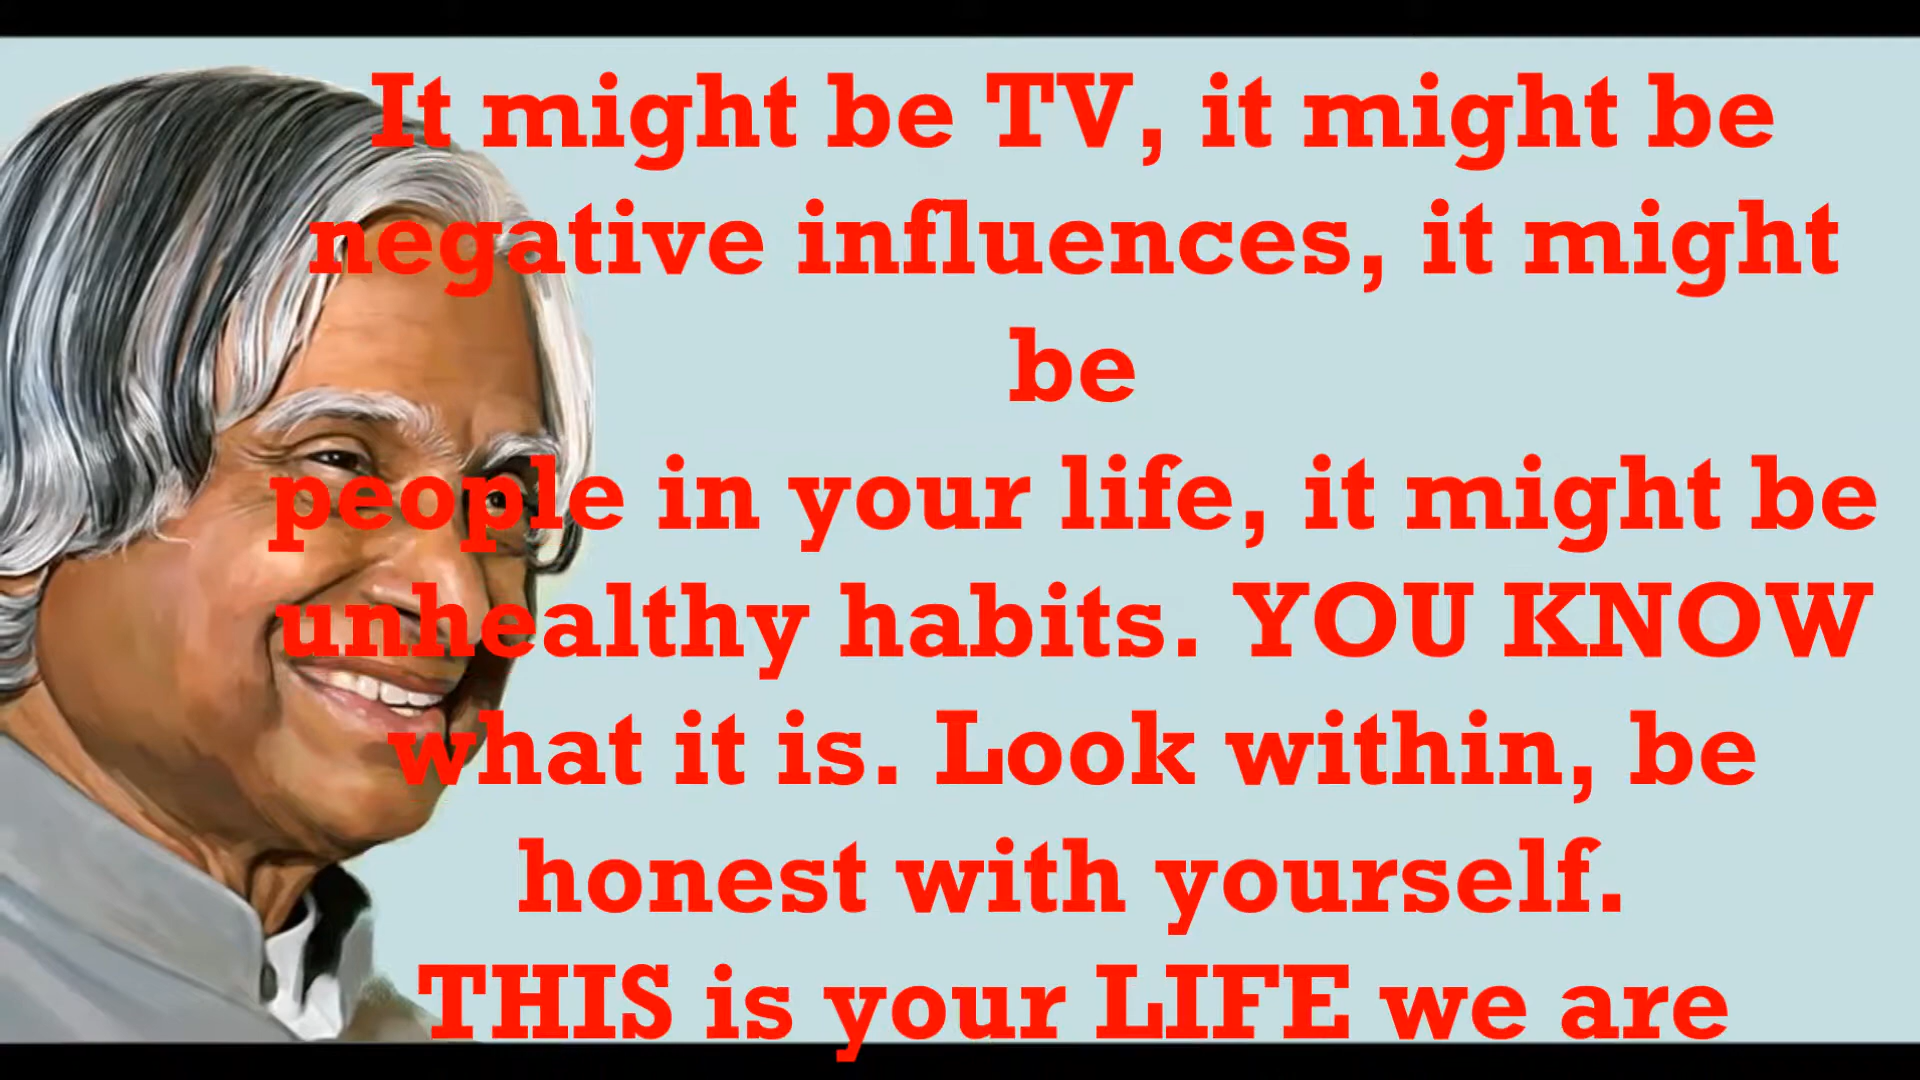 It might be TV, it might be
negative influences, it might
be
people in your life, it might be
unhealthy habits. YOU KNOW
what it is. Look within, be
honest with yourself.
THIS is your LIFE we are